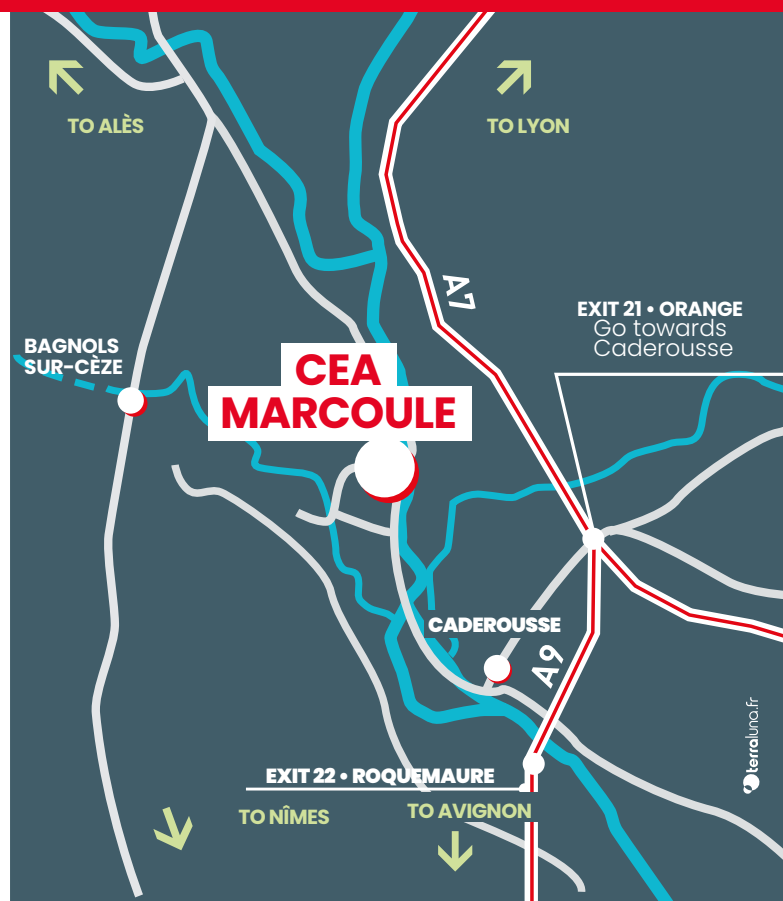 TO ALÈS
TO LYON
A7
EXIT 21 • ORANGE
Go towards
Caderousse
BAGNOLS
SUR-CÈZE
CEA
MARCOULE
CADEROUSSE
A9
terraluna.fr
EXIT 22 • ROQUEMAURE
TO NÎMES
TO AVIGNON